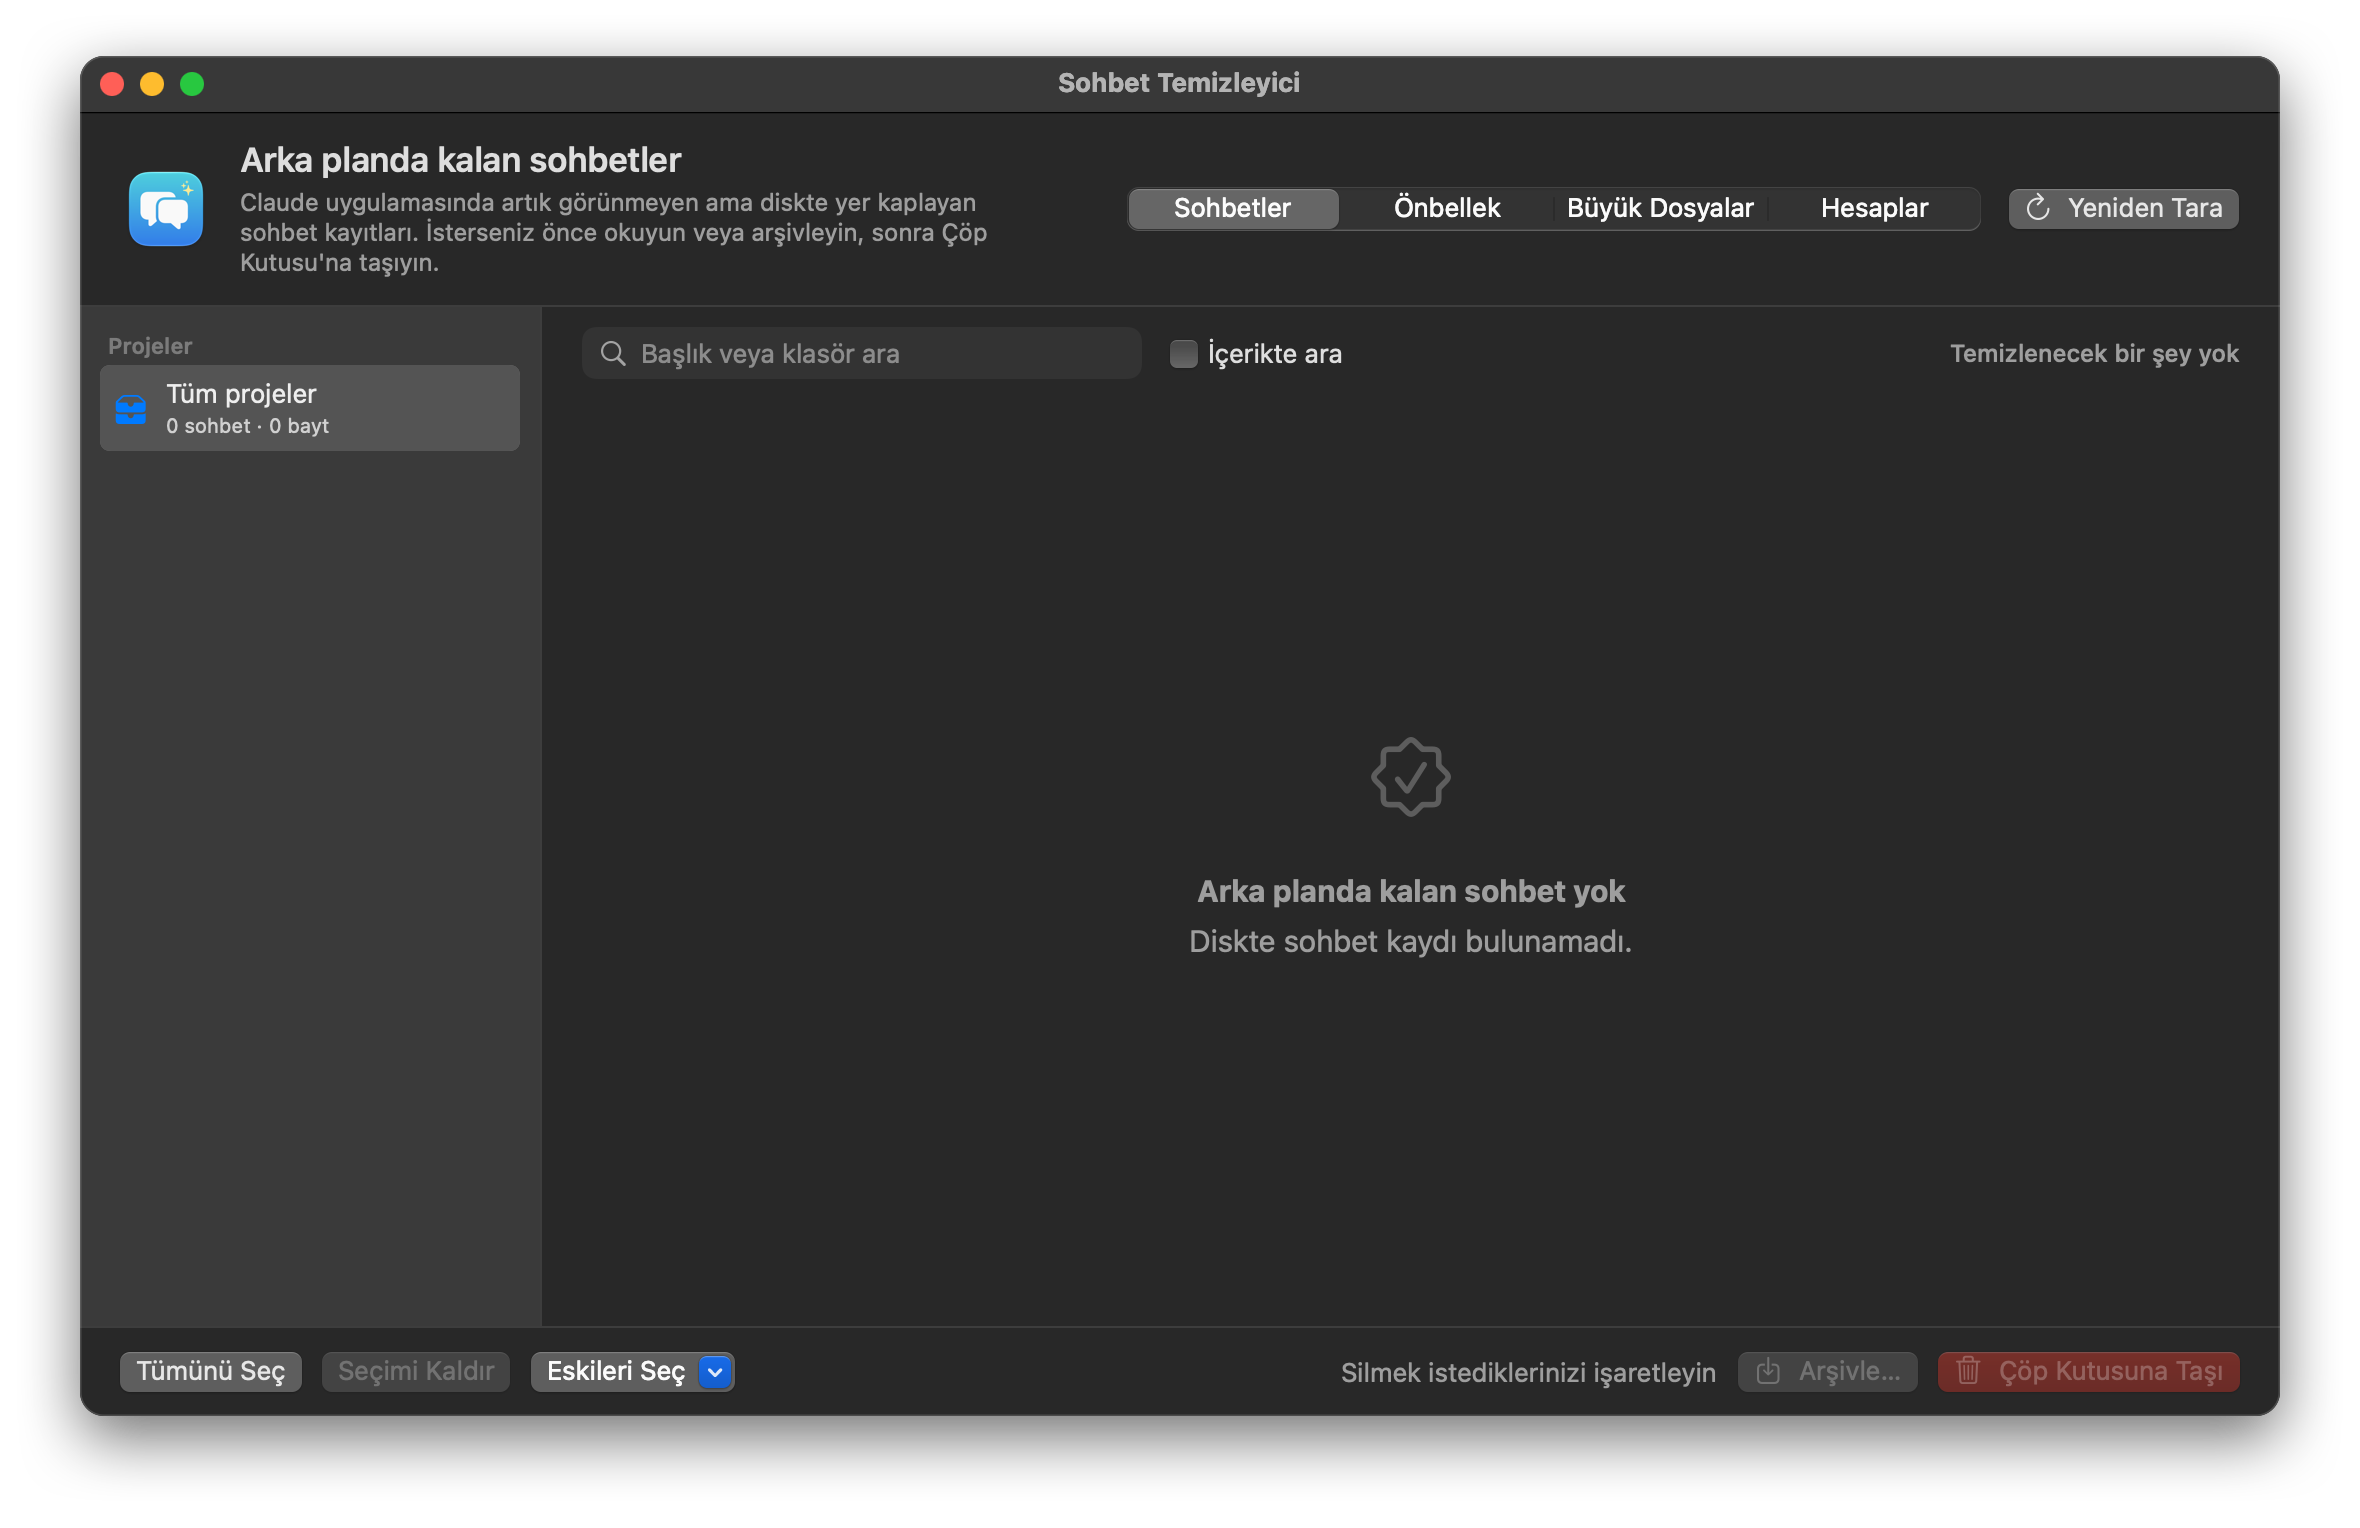 Sohbet Temizleyici
Arka planda kalan sohbetler
Claude uygulamasında artık görünmeyen ama diskte yer kaplayan
sohbet kayıtları. İsterseniz önce okuyun veya arşivleyin, sonra Çöp
Kutusu'na taşıyın.
Sohbetler
Önbellek
Büyük Dosyalar
Hesaplar
Yeniden Tara
Projeler
Tüm projeler
0 sohbet · 0 bayt
Başlık veya klasör ara
İçerikte ara
Temizlenecek bir şey yok
Arka planda kalan sohbet yok
Diskte sohbet kaydı bulunamadı.
Tümünü Seç
Seçimi Kaldır
Eskileri Seç
Silmek istediklerinizi işaretleyin
Arşivle...
Çöp Kutusuna Taşı